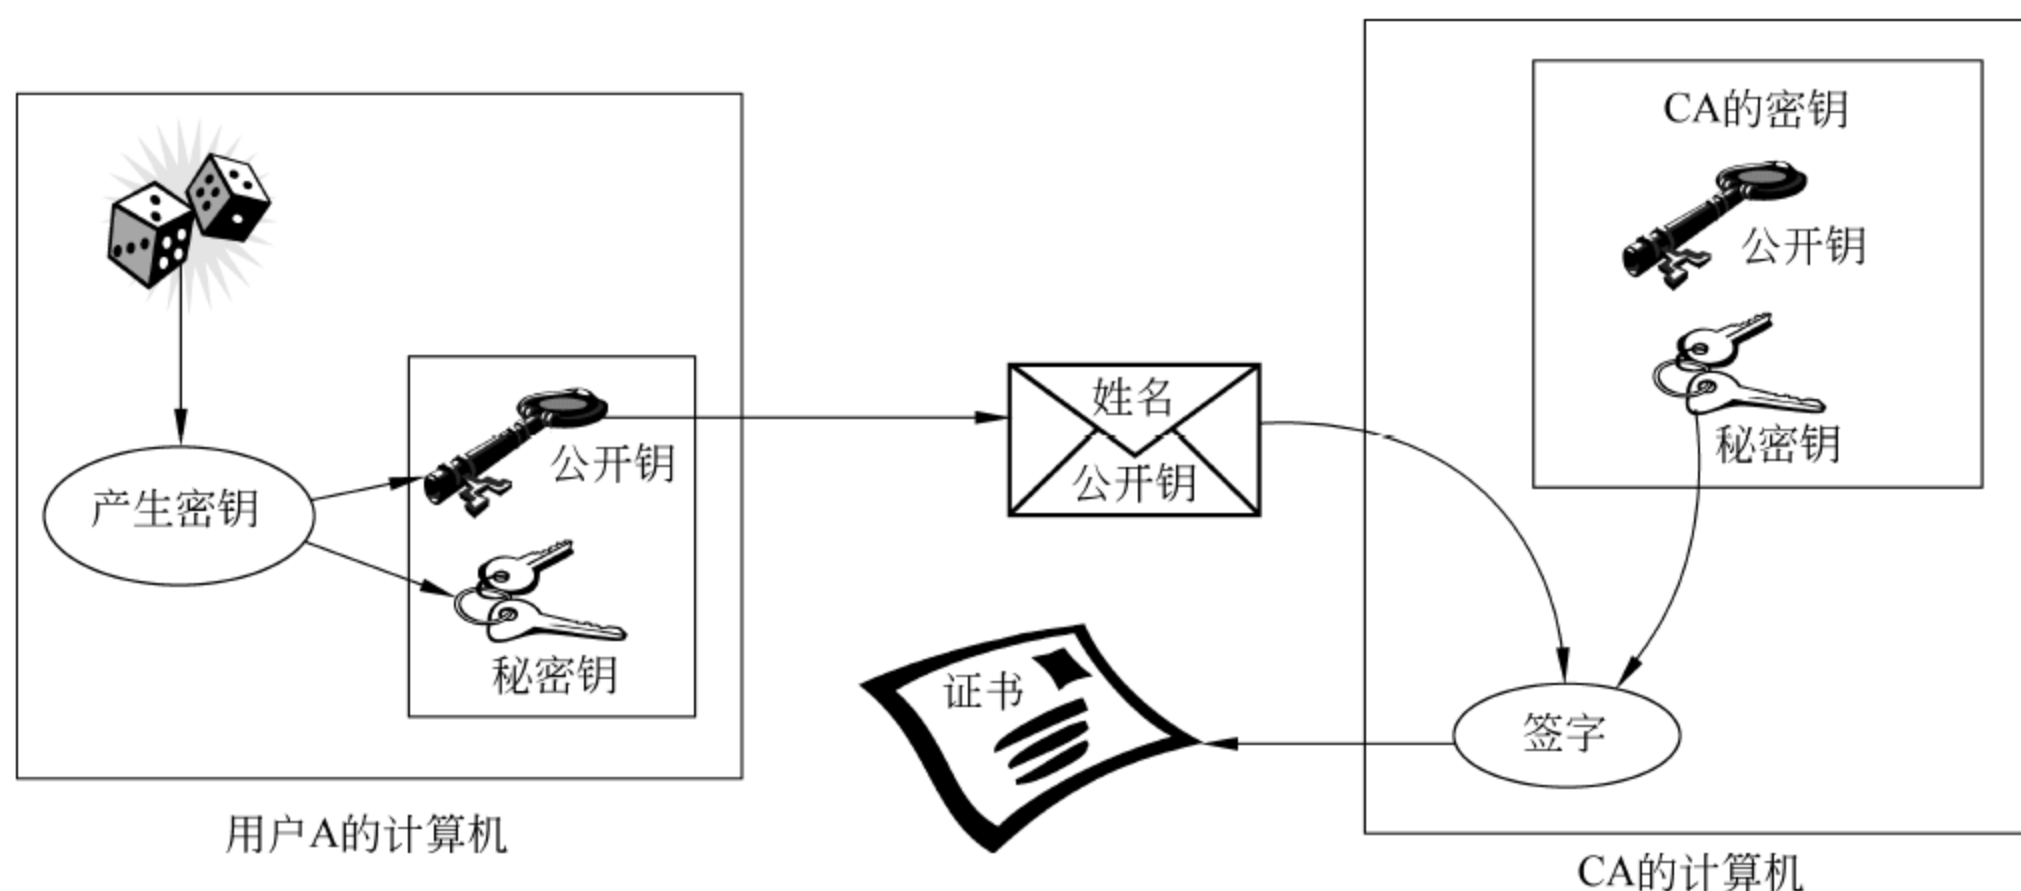 产生密钥
公开钥
秘密钥
用户A的计算机
姓名
公开钥
证书
CA的密钥
公开钥
秘密钥
签字
CA的计算机